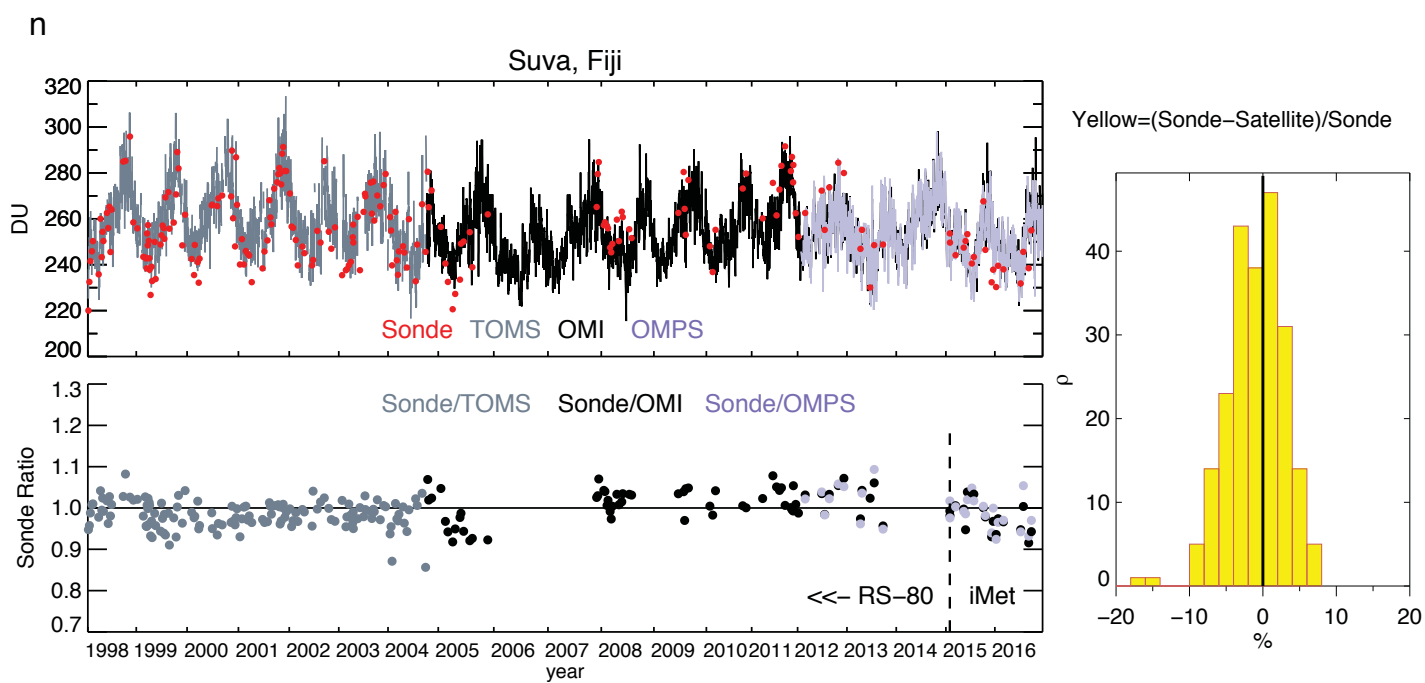 n
Suva, Fiji
320
300
280
260
240
220
200
DU
Sonde TOMS OMI OMPS
1.3
1.2
1.1
1.0
0.9
0.8
0.7
Sonde Ratio
Sonde/TOMS Sonde/OMI Sonde/OMPS
<<- RS-80 iMet
1998 1999 2000 2001 2002 2003 2004 2005 2006 2007 2008 2009 2010 2011 2012 2013 2014 2015 2016
year
Yellow=(Sonde-Satellite)/Sonde
40
30
20
10
0
ρ
-20 -10 0 10 20
%